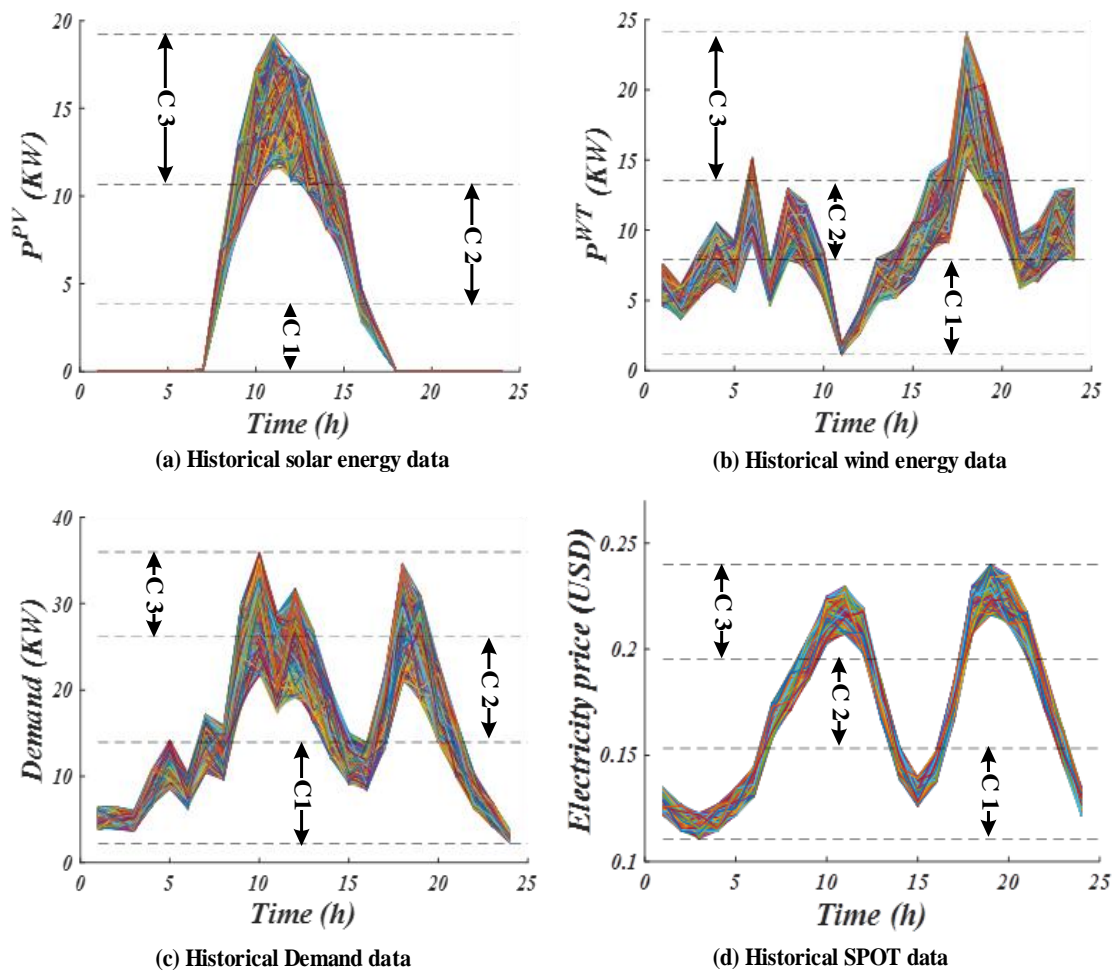 20
15
10
5
0
P^PV (KW)
C 3
C 2
C 1
0
5
10
15
20
25
Time (h)
(a) Historical solar energy data
25
20
15
10
5
0
P^WT (KW)
C 3
C 2
C 1
0
5
10
15
20
25
Time (h)
(b) Historical wind energy data
40
30
20
10
0
Demand (KW)
C 3
C 2
C1
0
5
10
15
20
25
Time (h)
(c) Historical Demand data
0.25
0.2
0.15
0.1
Electricity price (USD)
C 3
C 2
C 1
0
5
10
15
20
25
Time (h)
(d) Historical SPOT data